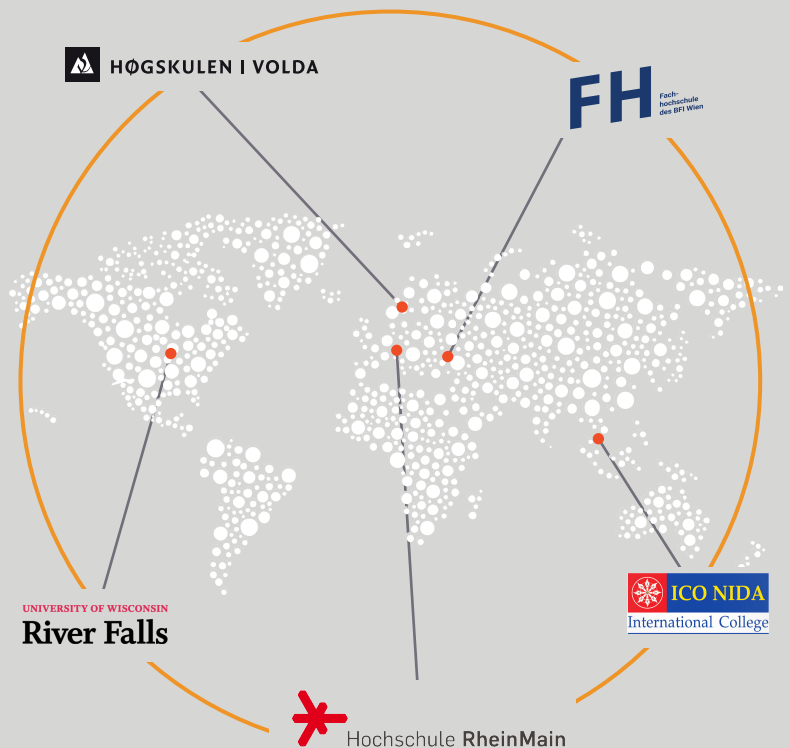 HØGSKULEN I VOLDA
FH
Fach-
hochschule
des BFI Wien
UNIVERSITY OF WISCONSIN
River Falls
ICO NIDA
International College
Hochschule RheinMain